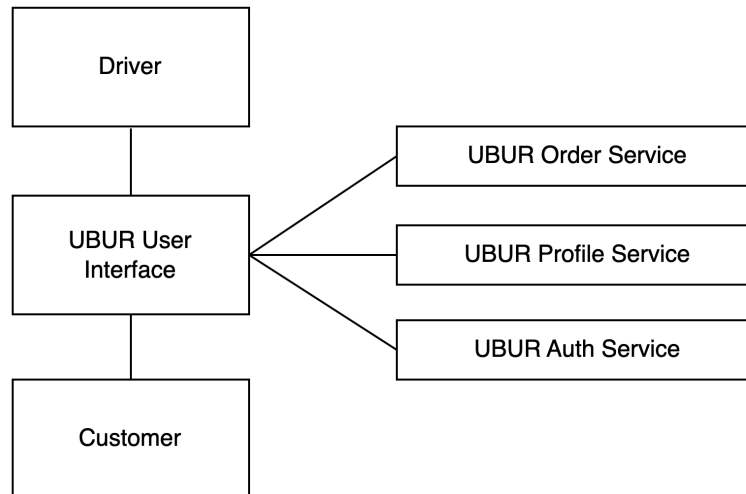 Driver
UBUR Order Service
UBUR User
Interface
UBUR Profile Service
UBUR Auth Service
Customer